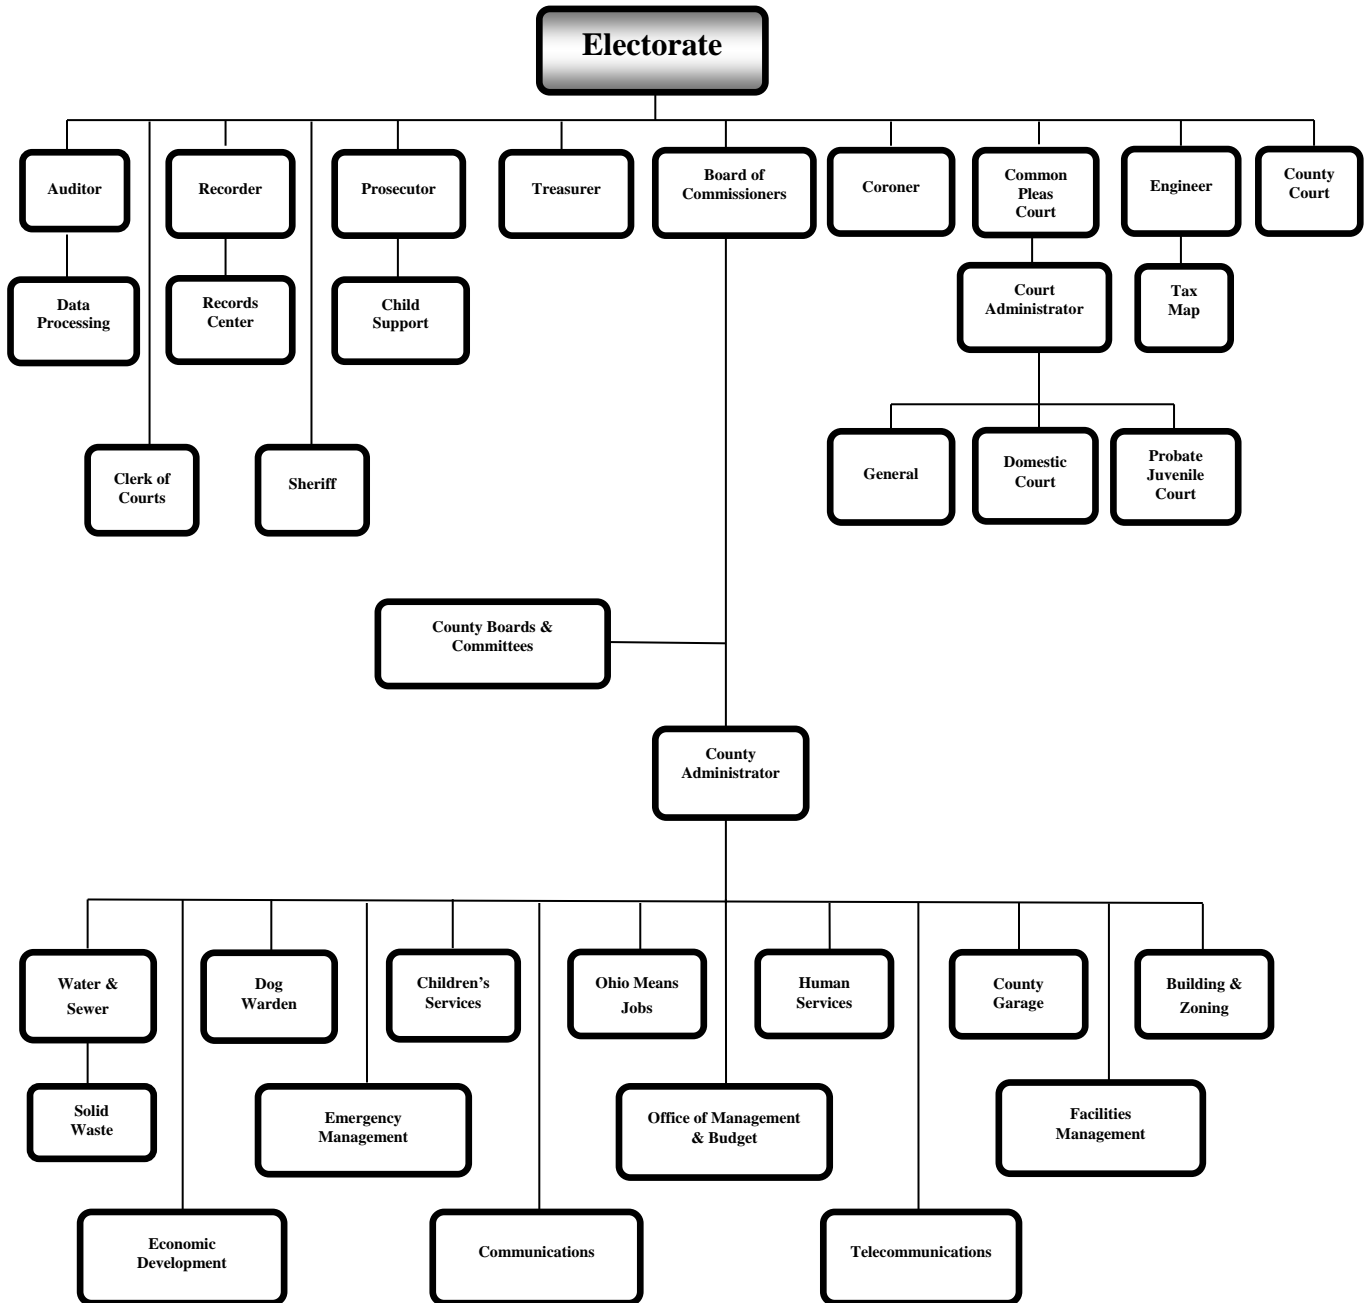 Electorate
Auditor
Recorder
Prosecutor
Treasurer
Board of
Commissioners
Coroner
Common
Pleas
Court
Engineer
County
Court
Data
Processing
Records
Center
Child
Support
Court
Administrator
Tax
Map
Clerk of
Courts
Sheriff
General
Domestic
Court
Probate
Juvenile
Court
County Boards &
Committees
County
Administrator
Water &
Sewer
Dog
Warden
Children’s
Services
Ohio Means
Jobs
Human
Services
County
Garage
Building &
Zoning
Solid
Waste
Emergency
Management
Office of Management
& Budget
Facilities
Management
Economic
Development
Communications
Telecommunications